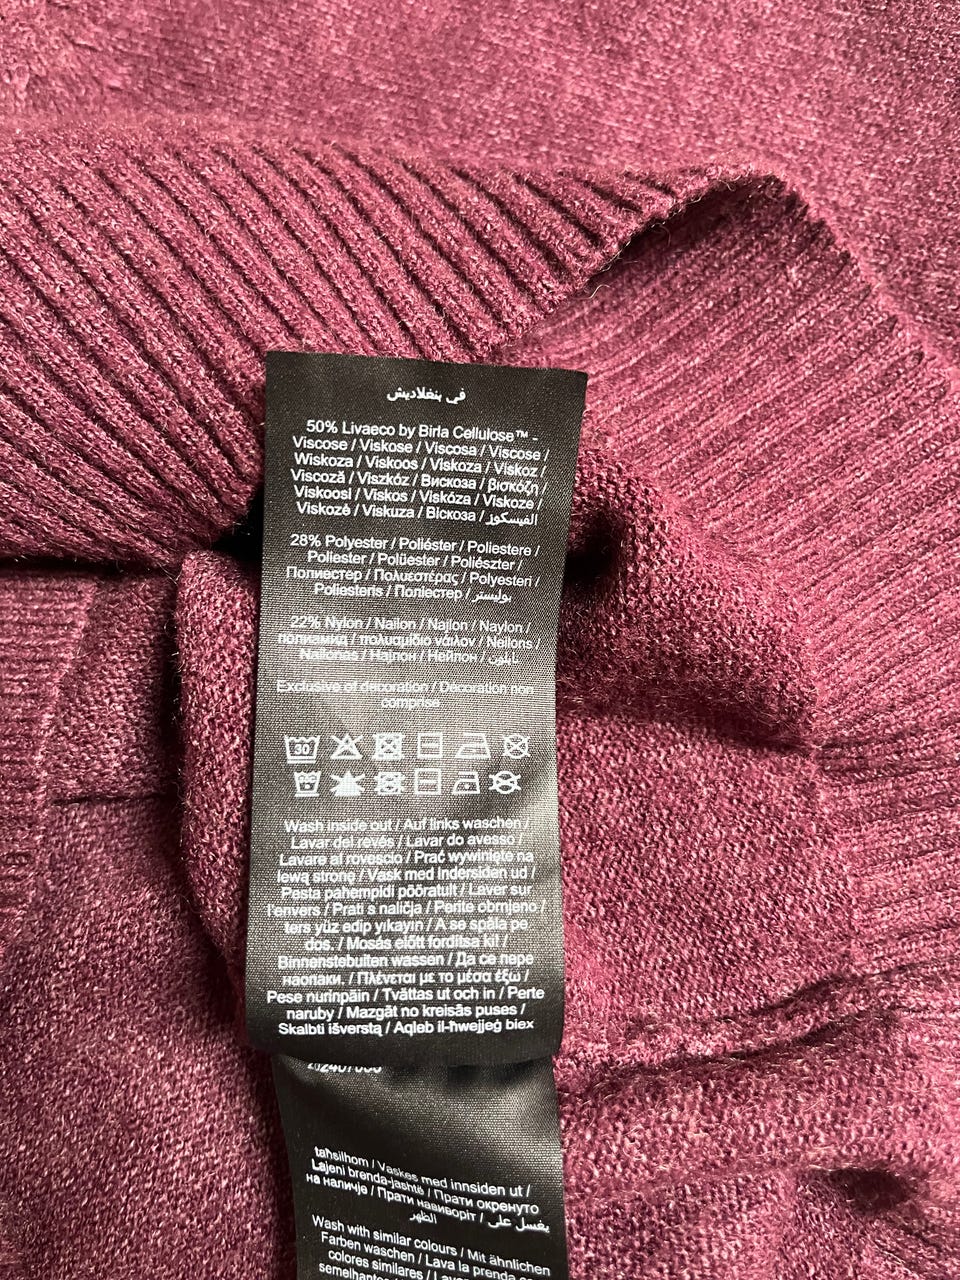 في بنغلاديش
50% Livaeco by Birla Cellulose™ -
Viscose / Viskose / Viscosa / Viscose /
Wiskoza / Viskoos / Viskoza / Viskoz /
Viscoză / Viszkóz / Вискоза / βισκόζη /
Viskoosi / Viskos / Viskóza / Viskoze /
Viskozė / Viskuza / Віскоза / الفيسكوز
28% Polyester / Poliéster / Poliestere /
Poliester / Polüester / Poliészter /
Полиестер / Πολυεστέρας / Polyesteri /
Poliesteris / Поліестер / بوليستر
22% Nylon / Nailon / Najlon / Naylon /
полиамид / πολυαμίδιο νάιλον / Neilons /
Nailonas / Најлон / Нейлон / نايلون
Exclusive of decoration / Décoration non
comprise
30
Wash inside out / Auf links waschen /
Lavar del revés / Lavar do avesso /
Lavare al rovescio / Prać wywinięte na
lewą stronę / Vask med indersiden ud /
Pesta pahempidi pööratult / Laver sur
l'envers / Prati s naličja / Perite obrnjeno /
ters yüz edip yıkayın / A se spăla pe
dos. / Mosás előtt fordítsa ki! /
Binnenstebuiten wassen / Да се пере
наопаки. / Πλένεται με το μέσα έξω /
Pese nurinpäin / Tvättas ut och in / Perte
naruby / Mazgāt no kreisās puses /
Skalbti išverstą / Aqleb il-ħwejjeġ biex
taħsilhom / Vaskes med innsiden ut /
Lajeni brenda-jashtë / Прати окренуто
на наличје / Прати навиворіт / يغسل على
الظهر
Wash with similar colours / Mit ähnlichen
Farben waschen / Lava la prenda con
colores similares / Lavar
semelhantes